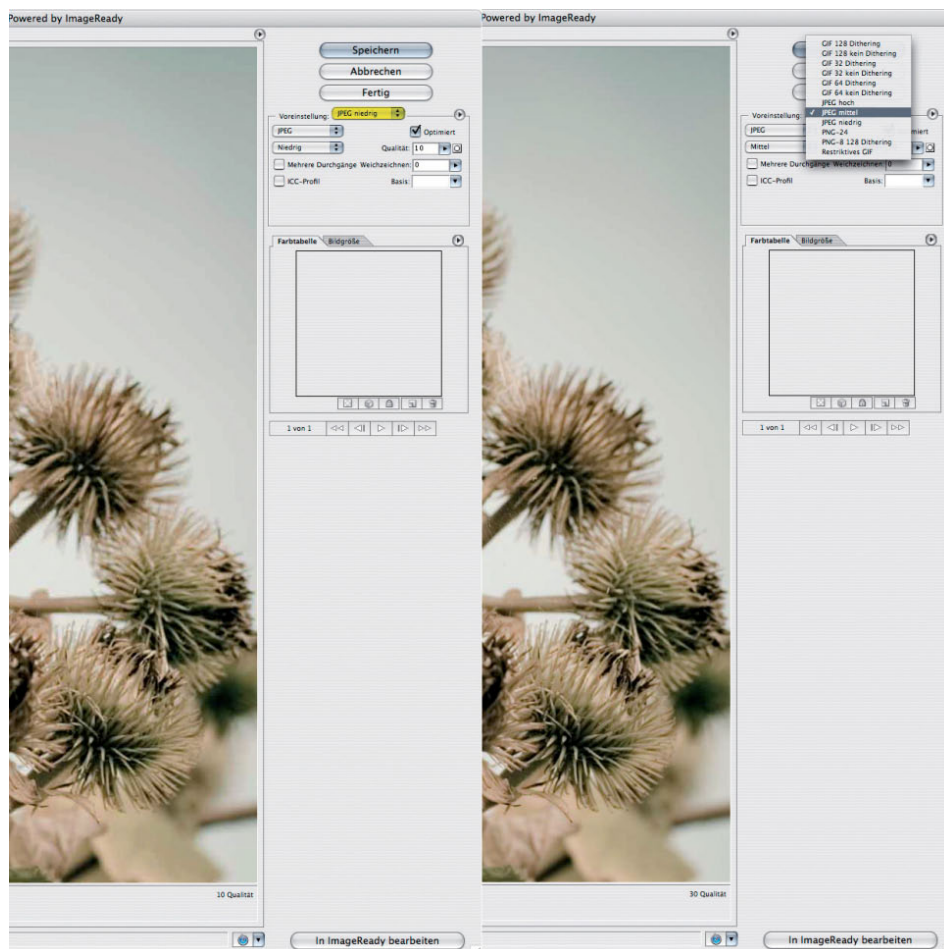 Powered by ImageReady
Speichern
Abbrechen
Fertig
Voreinstellung: JPEG niedrig
JPEG
Optimiert
Niedrig
Qualität: 10
Mehrere Durchgänge Weichzeichnen: 0
ICC-Profil
Basis:
Farbtabelle
Bildgröße
1 von 1
10 Qualität
In ImageReady bearbeiten
Powered by ImageReady
GIF 128 Dithering
GIF 128 kein Dithering
GIF 32 Dithering
GIF 32 kein Dithering
GIF 64 Dithering
GIF 64 kein Dithering
JPEG hoch
JPEG mittel
JPEG niedrig
PNG-24
PNG-8 128 Dithering
Restriktives GIF
Voreinstellung:
JPEG
Mittel
Mehrere Durchgänge Weichzeichnen: 0
ICC-Profil
Basis:
Farbtabelle
Bildgröße
1 von 1
30 Qualität
In ImageReady bearbeiten